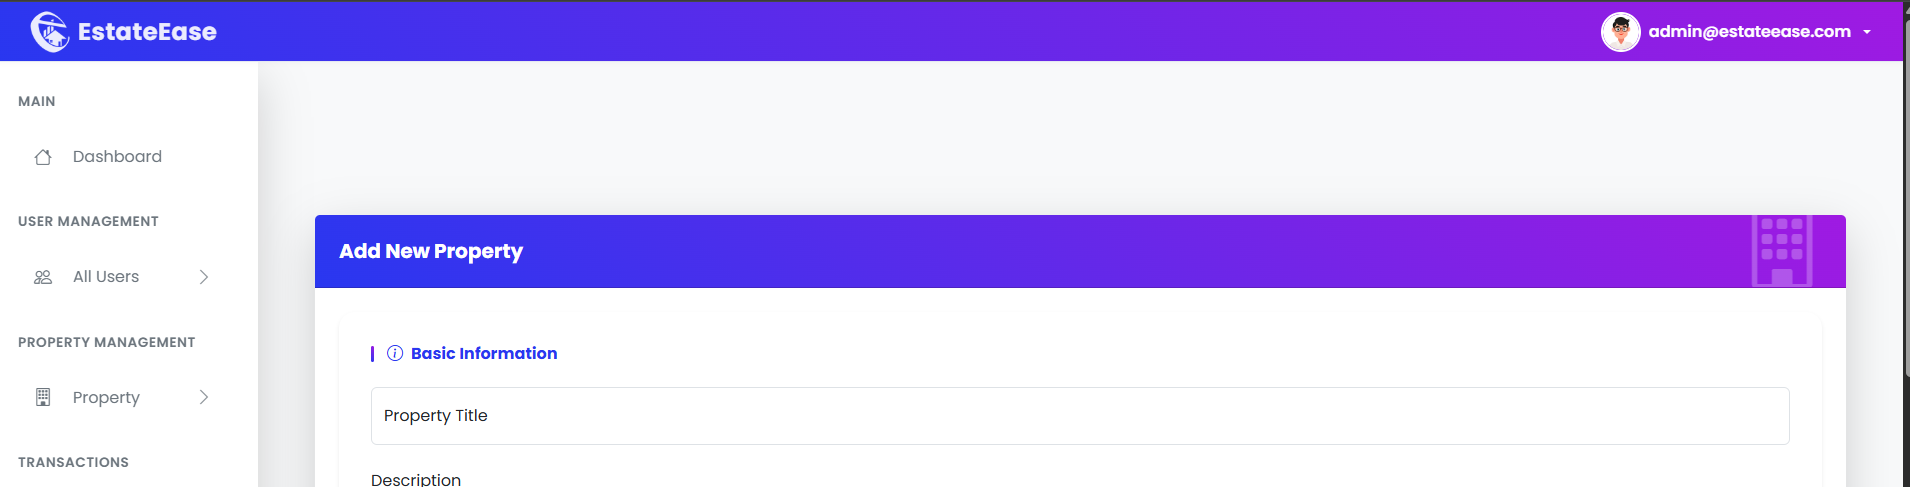 EstateEase
admin@estateease.com
MAIN
Dashboard
USER MANAGEMENT
All Users
PROPERTY MANAGEMENT
Property
TRANSACTIONS
Add New Property
Basic Information
Property Title
Description